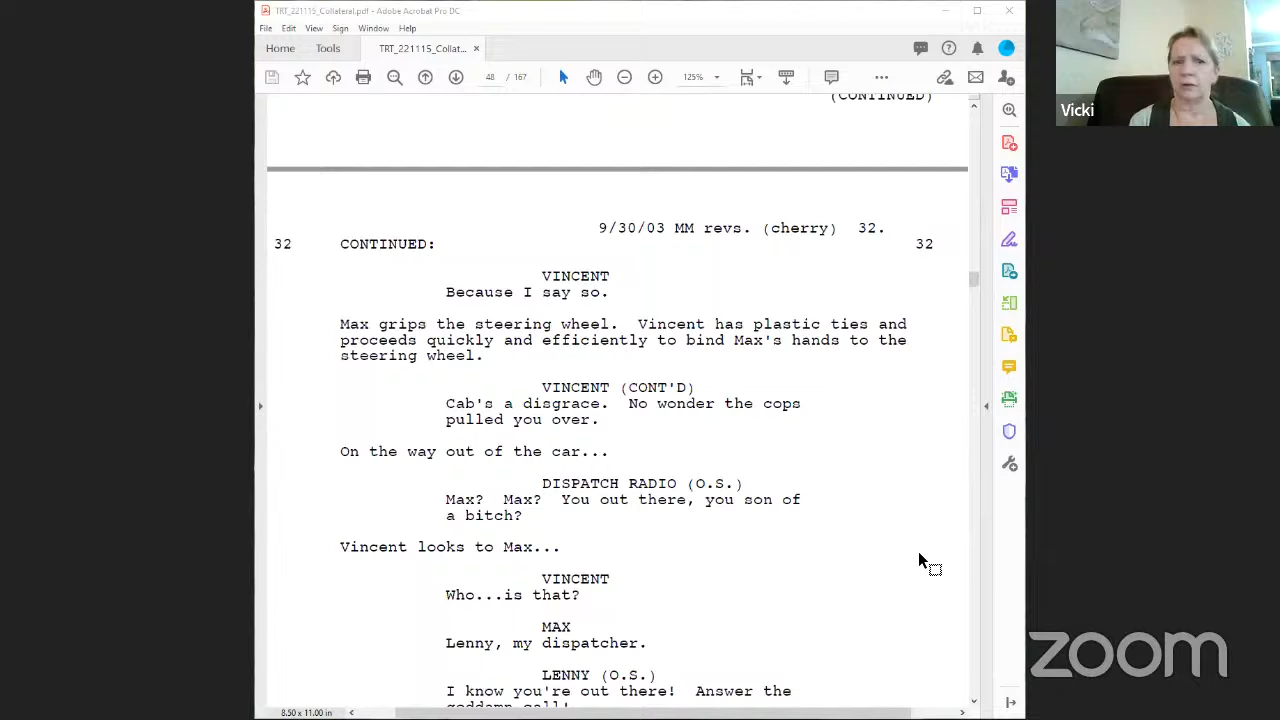 TRT_221115_Collateral.pdf - Adobe Acrobat Pro DC
File Edit View Sign Window Help
Home Tools TRT_221115_Collat... ×
48 / 167 125%
(CONTINUED)
9/30/03 MM revs. (cherry) 32.
32 CONTINUED: 32
VINCENT
Because I say so.
Max grips the steering wheel. Vincent has plastic ties and
proceeds quickly and efficiently to bind Max's hands to the
steering wheel.
VINCENT (CONT'D)
Cab's a disgrace. No wonder the cops
pulled you over.
On the way out of the car...
DISPATCH RADIO (O.S.)
Max? Max? You out there, you son of
a bitch?
Vincent looks to Max...
VINCENT
Who...is that?
MAX
Lenny, my dispatcher.
LENNY (O.S.)
I know you're out there! Answer the
goddamn call!
8.50 x 11.00 in
Vicki
zoom